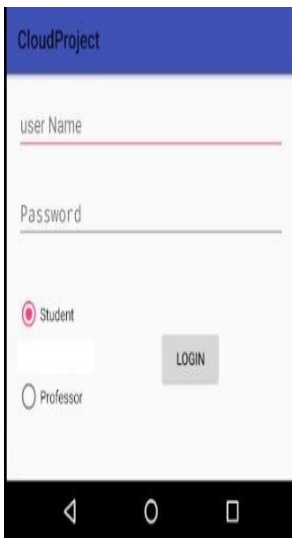 CloudProject
user Name
Password
Student
LOGIN
Professor